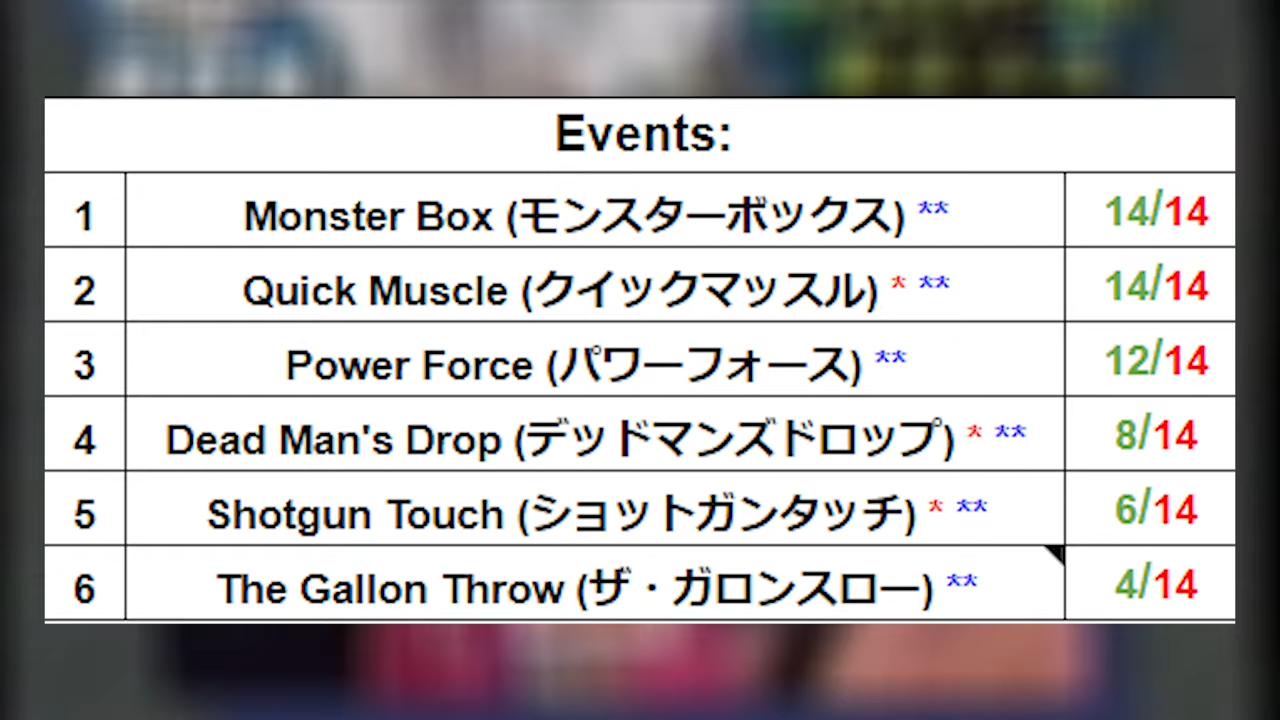 Events:
1 Monster Box (モンスターボックス) ** 14/14
2 Quick Muscle (クイックマッスル) * ** 14/14
3 Power Force (パワーフォース) ** 12/14
4 Dead Man's Drop (デッドマンズドロップ) * ** 8/14
5 Shotgun Touch (ショットガンタッチ) * ** 6/14
6 The Gallon Throw (ザ・ガロンスロー) ** 4/14